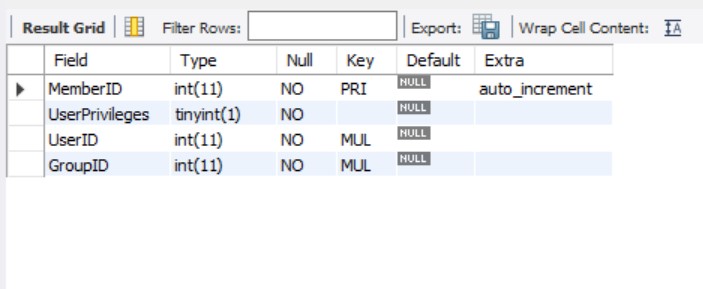 Result Grid Filter Rows: Export: Wrap Cell Content: IA
Field Type Null Key Default Extra
MemberID int(11) NO PRI NULL auto_increment
UserPrivileges tinyint(1) NO NULL
UserID int(11) NO MUL NULL
GroupID int(11) NO MUL NULL